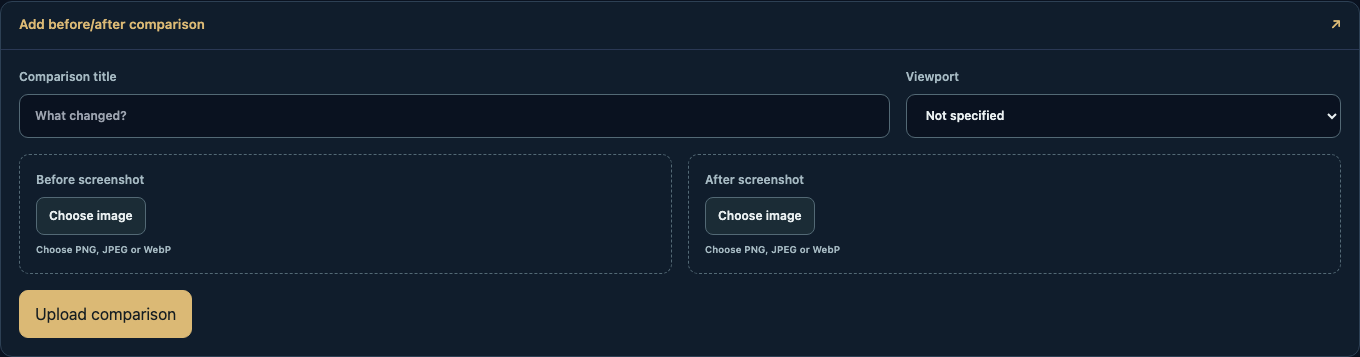 Add before/after comparison
Comparison title
Viewport
What changed?
Not specified
Before screenshot
After screenshot
Choose image
Choose image
Choose PNG, JPEG or WebP
Choose PNG, JPEG or WebP
Upload comparison